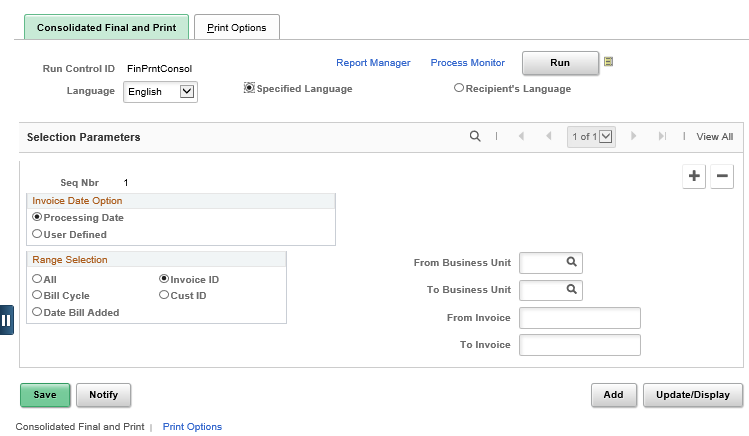 Consolidated Final and Print Print Options
Run Control ID FinPrntConsol Report Manager Process Monitor Run
Language English Specified Language Recipient's Language
Selection Parameters 1 of 1 View All
Seq Nbr 1
Invoice Date Option
Processing Date
User Defined
Range Selection
All Invoice ID From Business Unit
Bill Cycle Cust ID To Business Unit
Date Bill Added From Invoice
To Invoice
Save Notify Add Update/Display
Consolidated Final and Print | Print Options